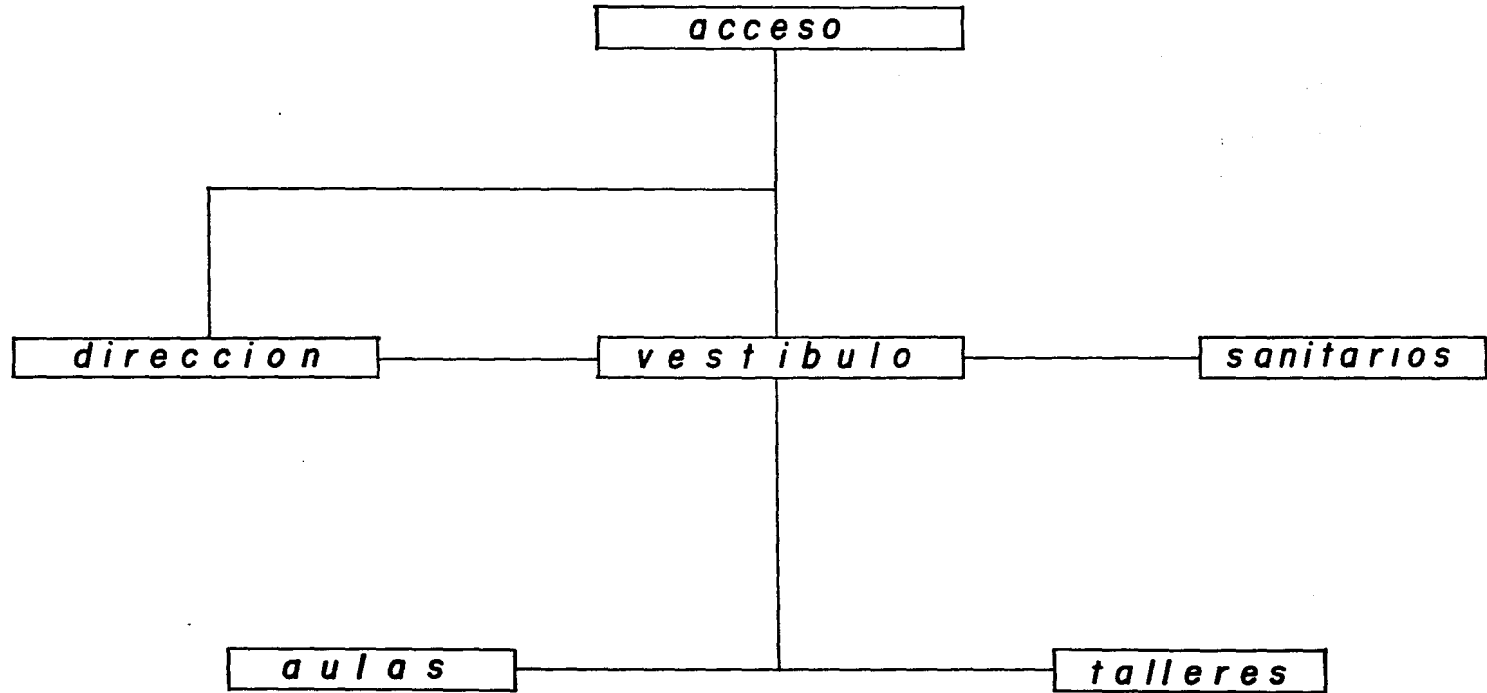 acceso
direccion
vestibulo
sanitarios
aulas
talleres